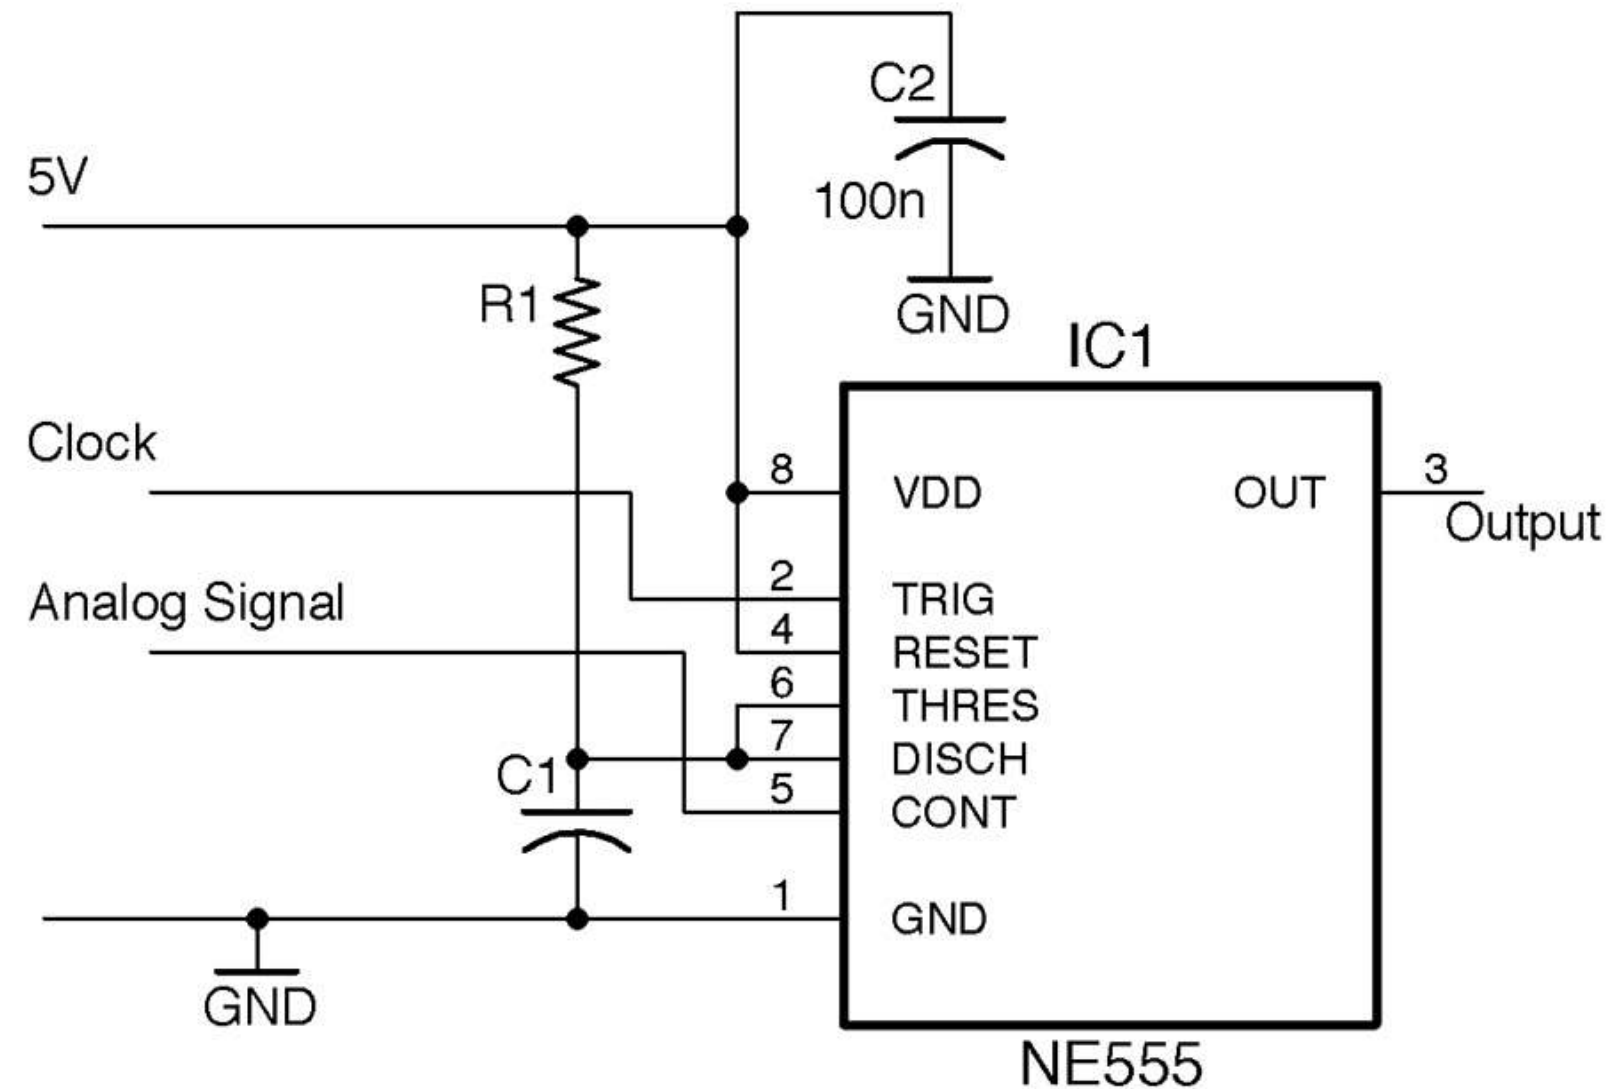 C2
100n
GND
5V
R1
IC1
Clock
8
VDD
OUT
3
Output
2
TRIG
Analog Signal
4
RESET
6
THRES
7
DISCH
C1
5
CONT
1
GND
GND
NE555